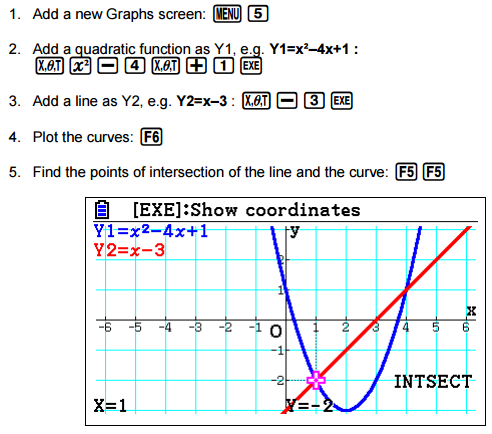 1. Add a new Graphs screen: MENU 5
2. Add a quadratic function as Y1, e.g. Y1=x²–4x+1 :
X,θ,T x² − 4 X,θ,T + 1 EXE
3. Add a line as Y2, e.g. Y2=x–3 : X,θ,T − 3 EXE
4. Plot the curves: F6
5. Find the points of intersection of the line and the curve: F5 F5
[EXE]:Show coordinates
Y1=x²−4x+1
Y2=x−3
y
2
1
x
-6 -5 -4 -3 -2 -1 O 1 2 3 4 5 6
-1
-2
INTSECT
X=1 Y=-2